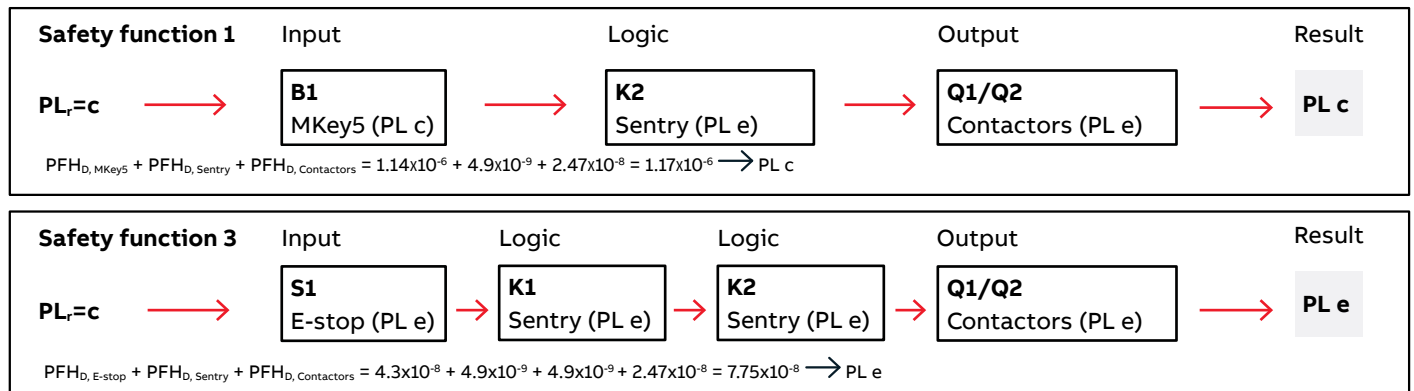 Safety function 1 Input Logic Output Result
PLr=c B1 K2 Q1/Q2 PL c
MKey5 (PL c) Sentry (PL e) Contactors (PL e)
PFHD, MKey5 + PFHD, Sentry + PFHD, Contactors = 1.14x10-6 + 4.9x10-9 + 2.47x10-8 = 1.17x10-6 → PL c
Safety function 3 Input Logic Logic Output Result
PLr=c S1 K1 K2 Q1/Q2 PL e
E-stop (PL e) Sentry (PL e) Sentry (PL e) Contactors (PL e)
PFHD, E-stop + PFHD, Sentry + PFHD, Contactors = 4.3x10-8 + 4.9x10-9 + 4.9x10-9 + 2.47x10-8 = 7.75x10-8 → PL e